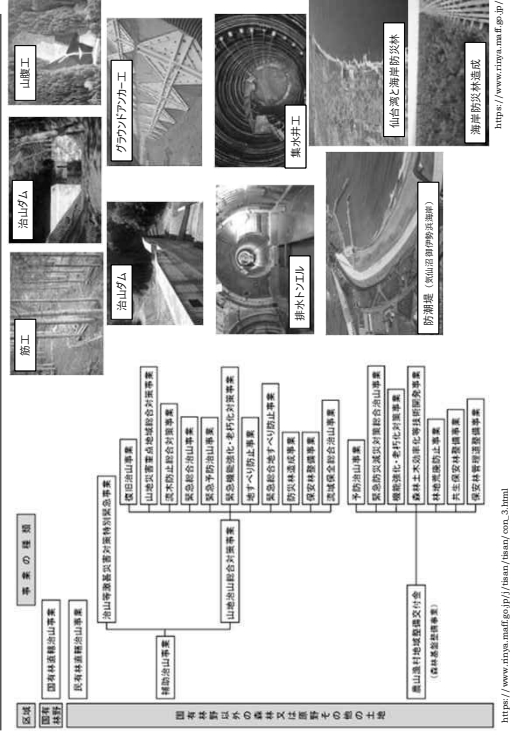 区域
事業の種類
国有林野
国有林直轄治山事業
国有林野以外の森林又は原野その他の土地
民有林直轄治山事業
補助治山事業
治山等激甚災害対策特別緊急事業
山地治山総合対策事業
復旧治山事業
山地災害重点地域総合対策事業
流木防止総合対策事業
緊急総合治山事業
緊急予防治山事業
緊急機能強化・老朽化対策事業
地すべり防止事業
緊急総合地すべり防止事業
防災林造成事業
保安林整備事業
流域保全総合治山事業
農山漁村地域整備交付金
(森林基盤整備事業)
予防治山事業
緊急防災減災対策総合治山事業
機能強化・老朽化対策事業
森林土木効率化等技術開発事業
林地荒廃防止事業
共生保安林整備事業
保安林管理道整備事業
筋工
治山ダム
山腹工
治山ダム
グラウンドアンカー工
排水トンネル
集水井工
防潮堤（気仙沼 御伊勢浜海岸）
仙台湾と海岸防災林
海岸防災林造成
https://www.rinya.maff.go.jp/j/tisan/tisan/con_3.html
https://www.rinya.maff.go.jp/